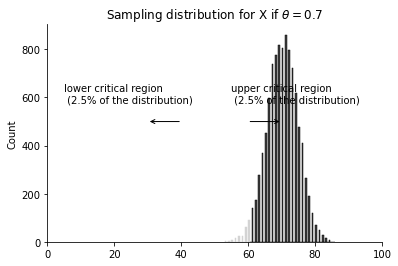 Sampling distribution for X if θ = 0.7
800
600
400
200
0
Count
lower critical region
(2.5% of the distribution)
upper critical region
(2.5% of the distribution)
0 20 40 60 80 100